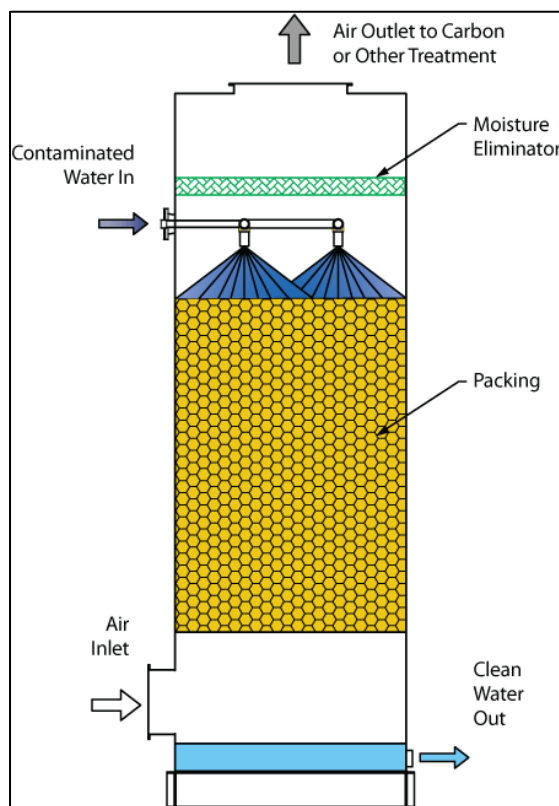 Air Outlet to Carbon
or Other Treatment
Contaminated
Water In
Moisture
Eliminator
Packing
Air
Inlet
Clean
Water
Out